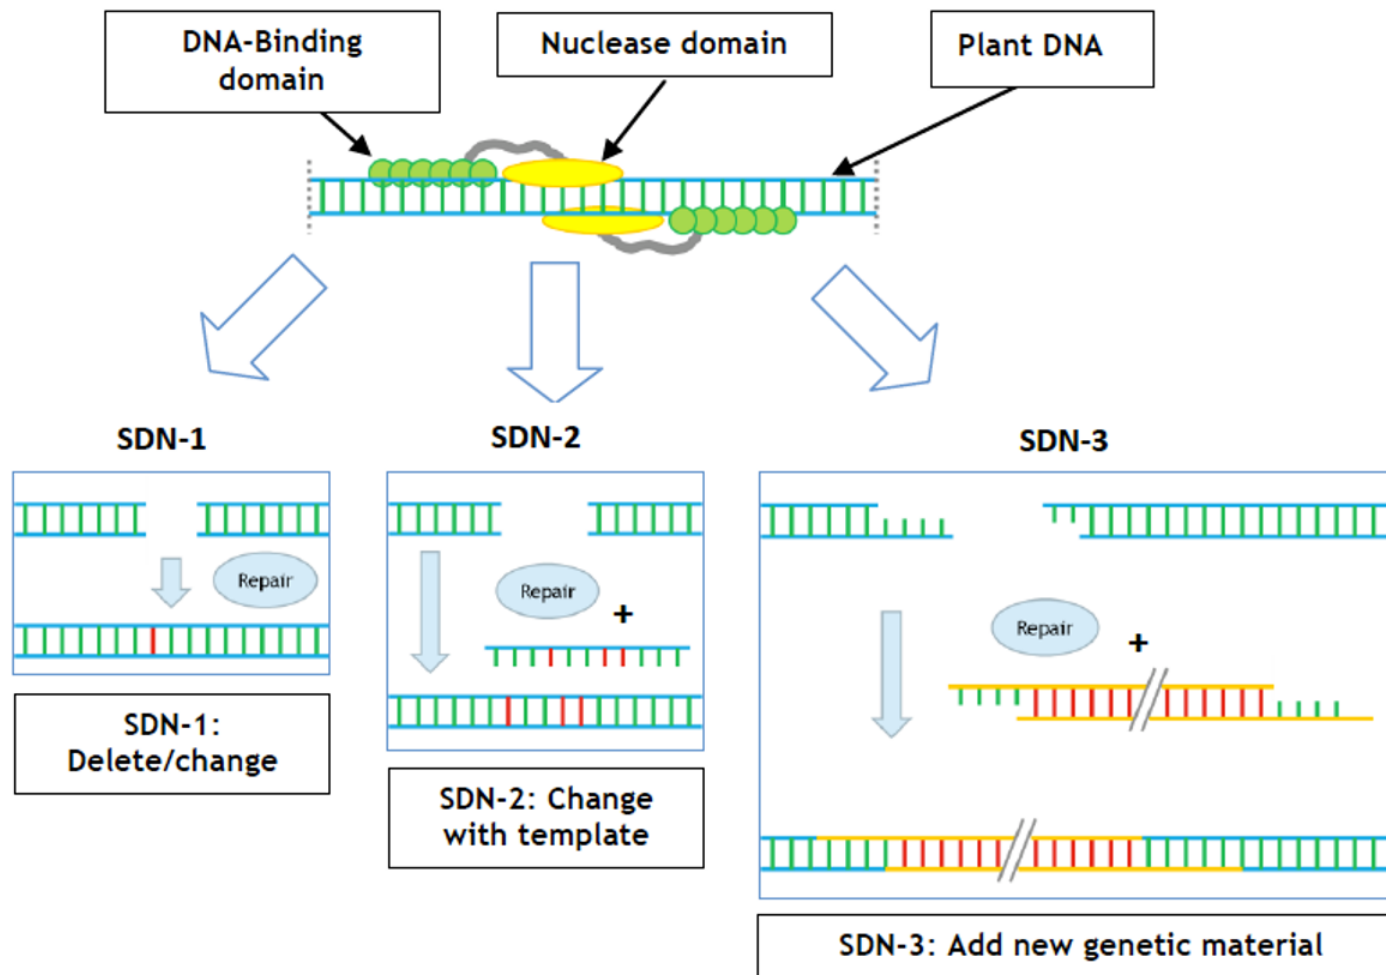 DNA-Binding
domain
Nuclease domain
Plant DNA
SDN-1
SDN-2
SDN-3
Repair
Repair
+
Repair
+
SDN-1:
Delete/change
SDN-2: Change
with template
SDN-3: Add new genetic material